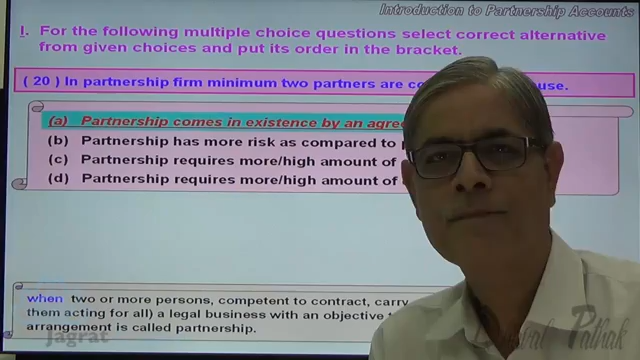 Introduction to Partnership Accounts
I. For the following multiple choice questions select correct alternative
from given choices and put its order in the bracket.
( 20 ) In partnership firm minimum two partners are use.
(a) Partnership comes in existence by an
(b) Partnership has more risk as compared to
(c) Partnership requires more/high amount of
(d) Partnership requires more/high amount of
when two or more persons, competent to contract, carry
them acting for all) a legal business with an objective
arrangement is called partnership.
Jagrat Pathak